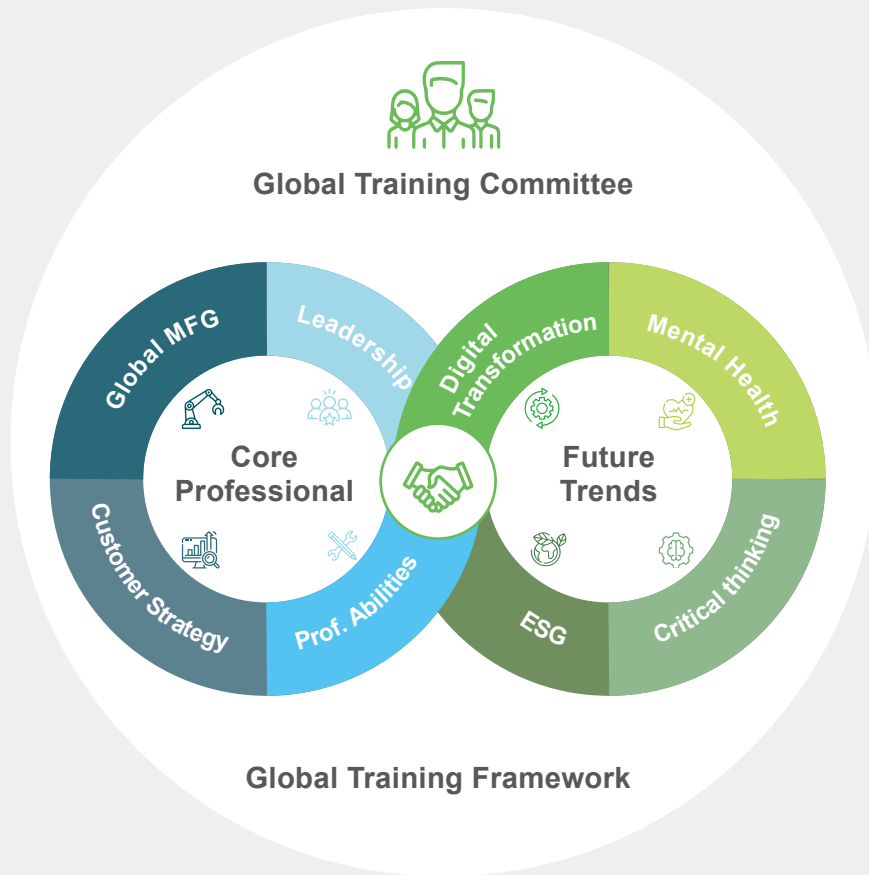 Global Training Committee
Global MFG
Leadership
Customer Strategy
Prof. Abilities
Core
Professional
Digital
Transformation
Mental Health
ESG
Critical thinking
Future
Trends
Global Training Framework